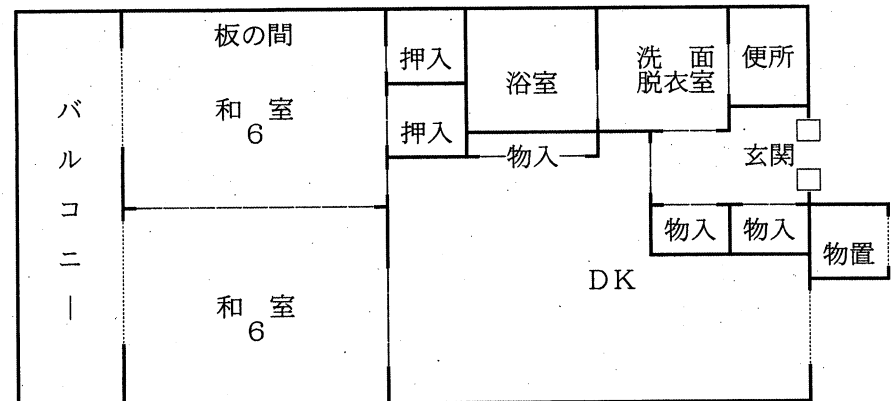 バルコニー
板の間
和室
6
押入
押入
浴室
洗面
脱衣室
便所
物入
玄関
物入
物入
物置
DK
和室
6